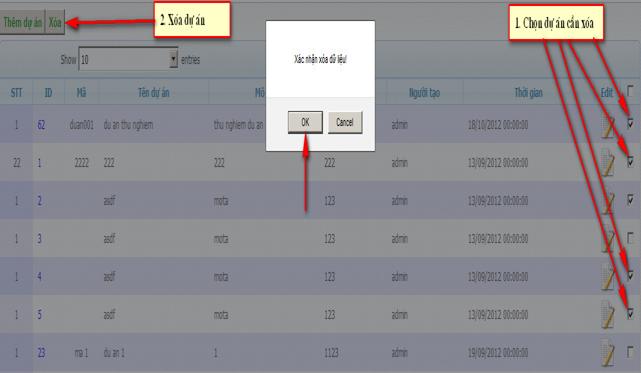 Thêm dự án Xóa
2. Xóa dự án
1. Chọn dự án cần xóa
Show 10 entries
Xác nhận xóa dữ liệu!
OK Cancel
STT ID Mã Tên dự án Mô Người tạo Thời gian Edit
1 62 duan001 du an thu nghiem thu nghiem du an admin 18/10/2012 00:00:00
22 1 2222 222 222 222 admin 13/09/2012 00:00:00
1 2 asdf mota 123 admin 13/09/2012 00:00:00
1 3 asdf mota 123 admin 13/09/2012 00:00:00
1 4 asdf mota 123 admin 13/09/2012 00:00:00
1 5 asdf mota 123 admin 13/09/2012 00:00:00
1 23 ma 1 du an 1 1 1123 admin 19/09/2012 00:00:00